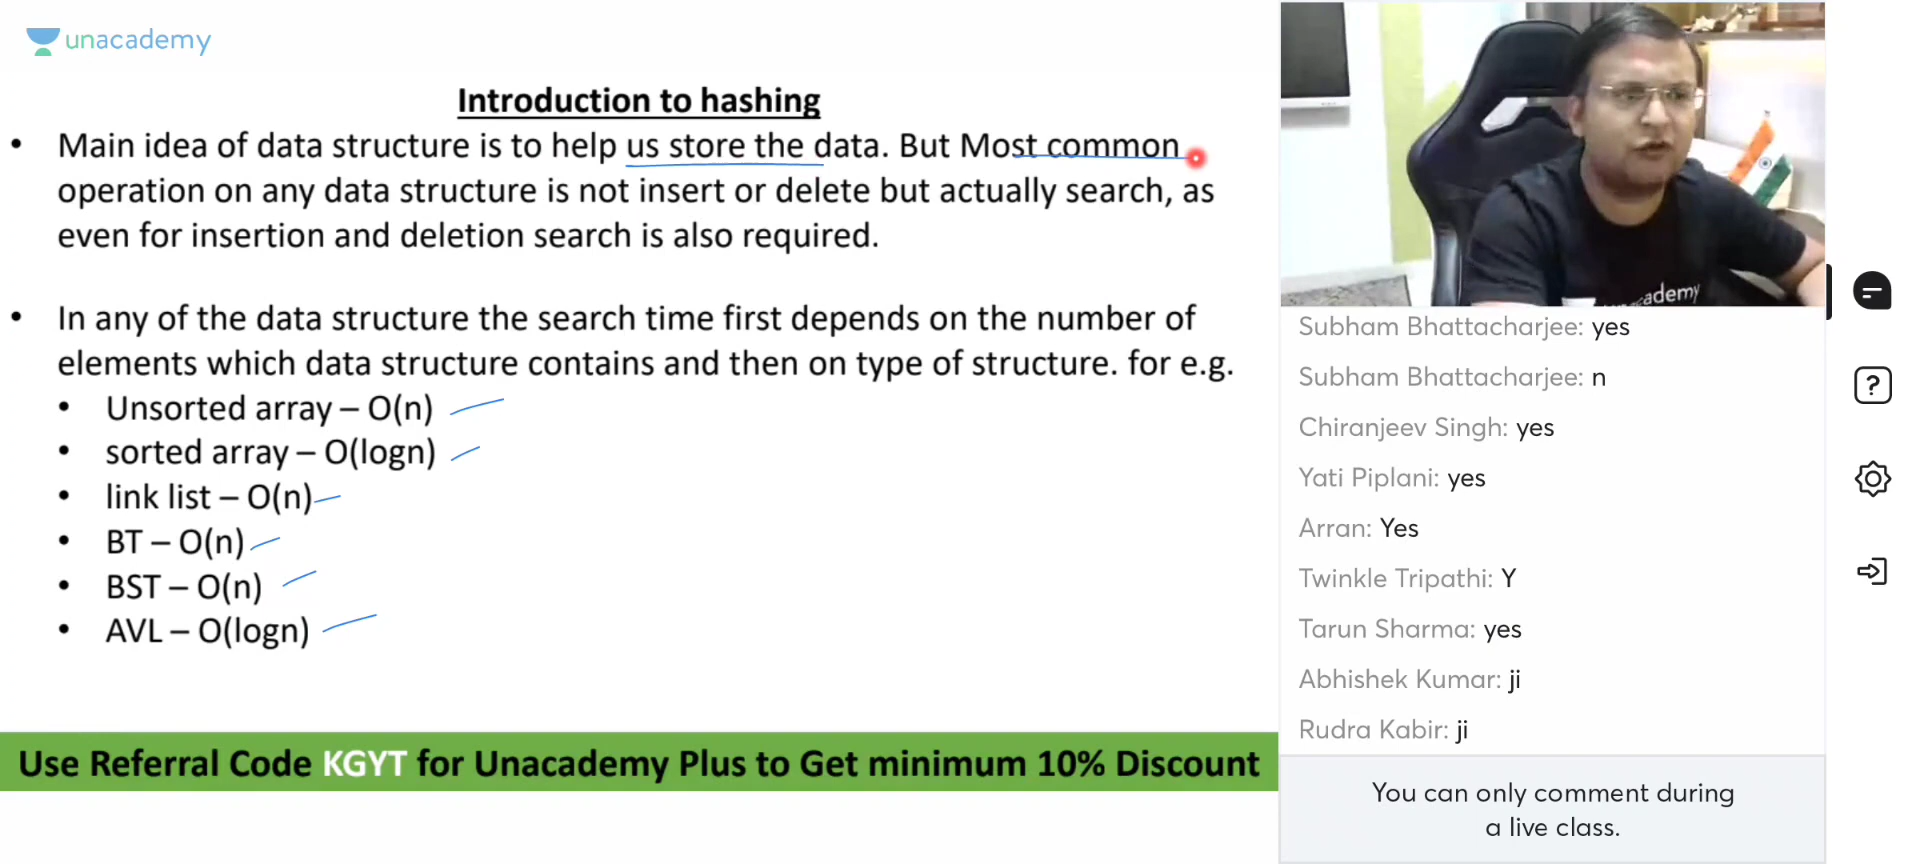 unacademy
Introduction to hashing
• Main idea of data structure is to help us store the data. But Most common
operation on any data structure is not insert or delete but actually search, as
even for insertion and deletion search is also required.
• In any of the data structure the search time first depends on the number of
elements which data structure contains and then on type of structure. for e.g.
• Unsorted array – O(n)
• sorted array – O(logn)
• link list – O(n)
• BT – O(n)
• BST – O(n)
• AVL – O(logn)
Use Referral Code KGYT for Unacademy Plus to Get minimum 10% Discount
Subham Bhattacharjee: yes
Subham Bhattacharjee: n
Chiranjeev Singh: yes
Yati Piplani: yes
Arran: Yes
Twinkle Tripathi: Y
Tarun Sharma: yes
Abhishek Kumar: ji
Rudra Kabir: ji
You can only comment during
a live class.